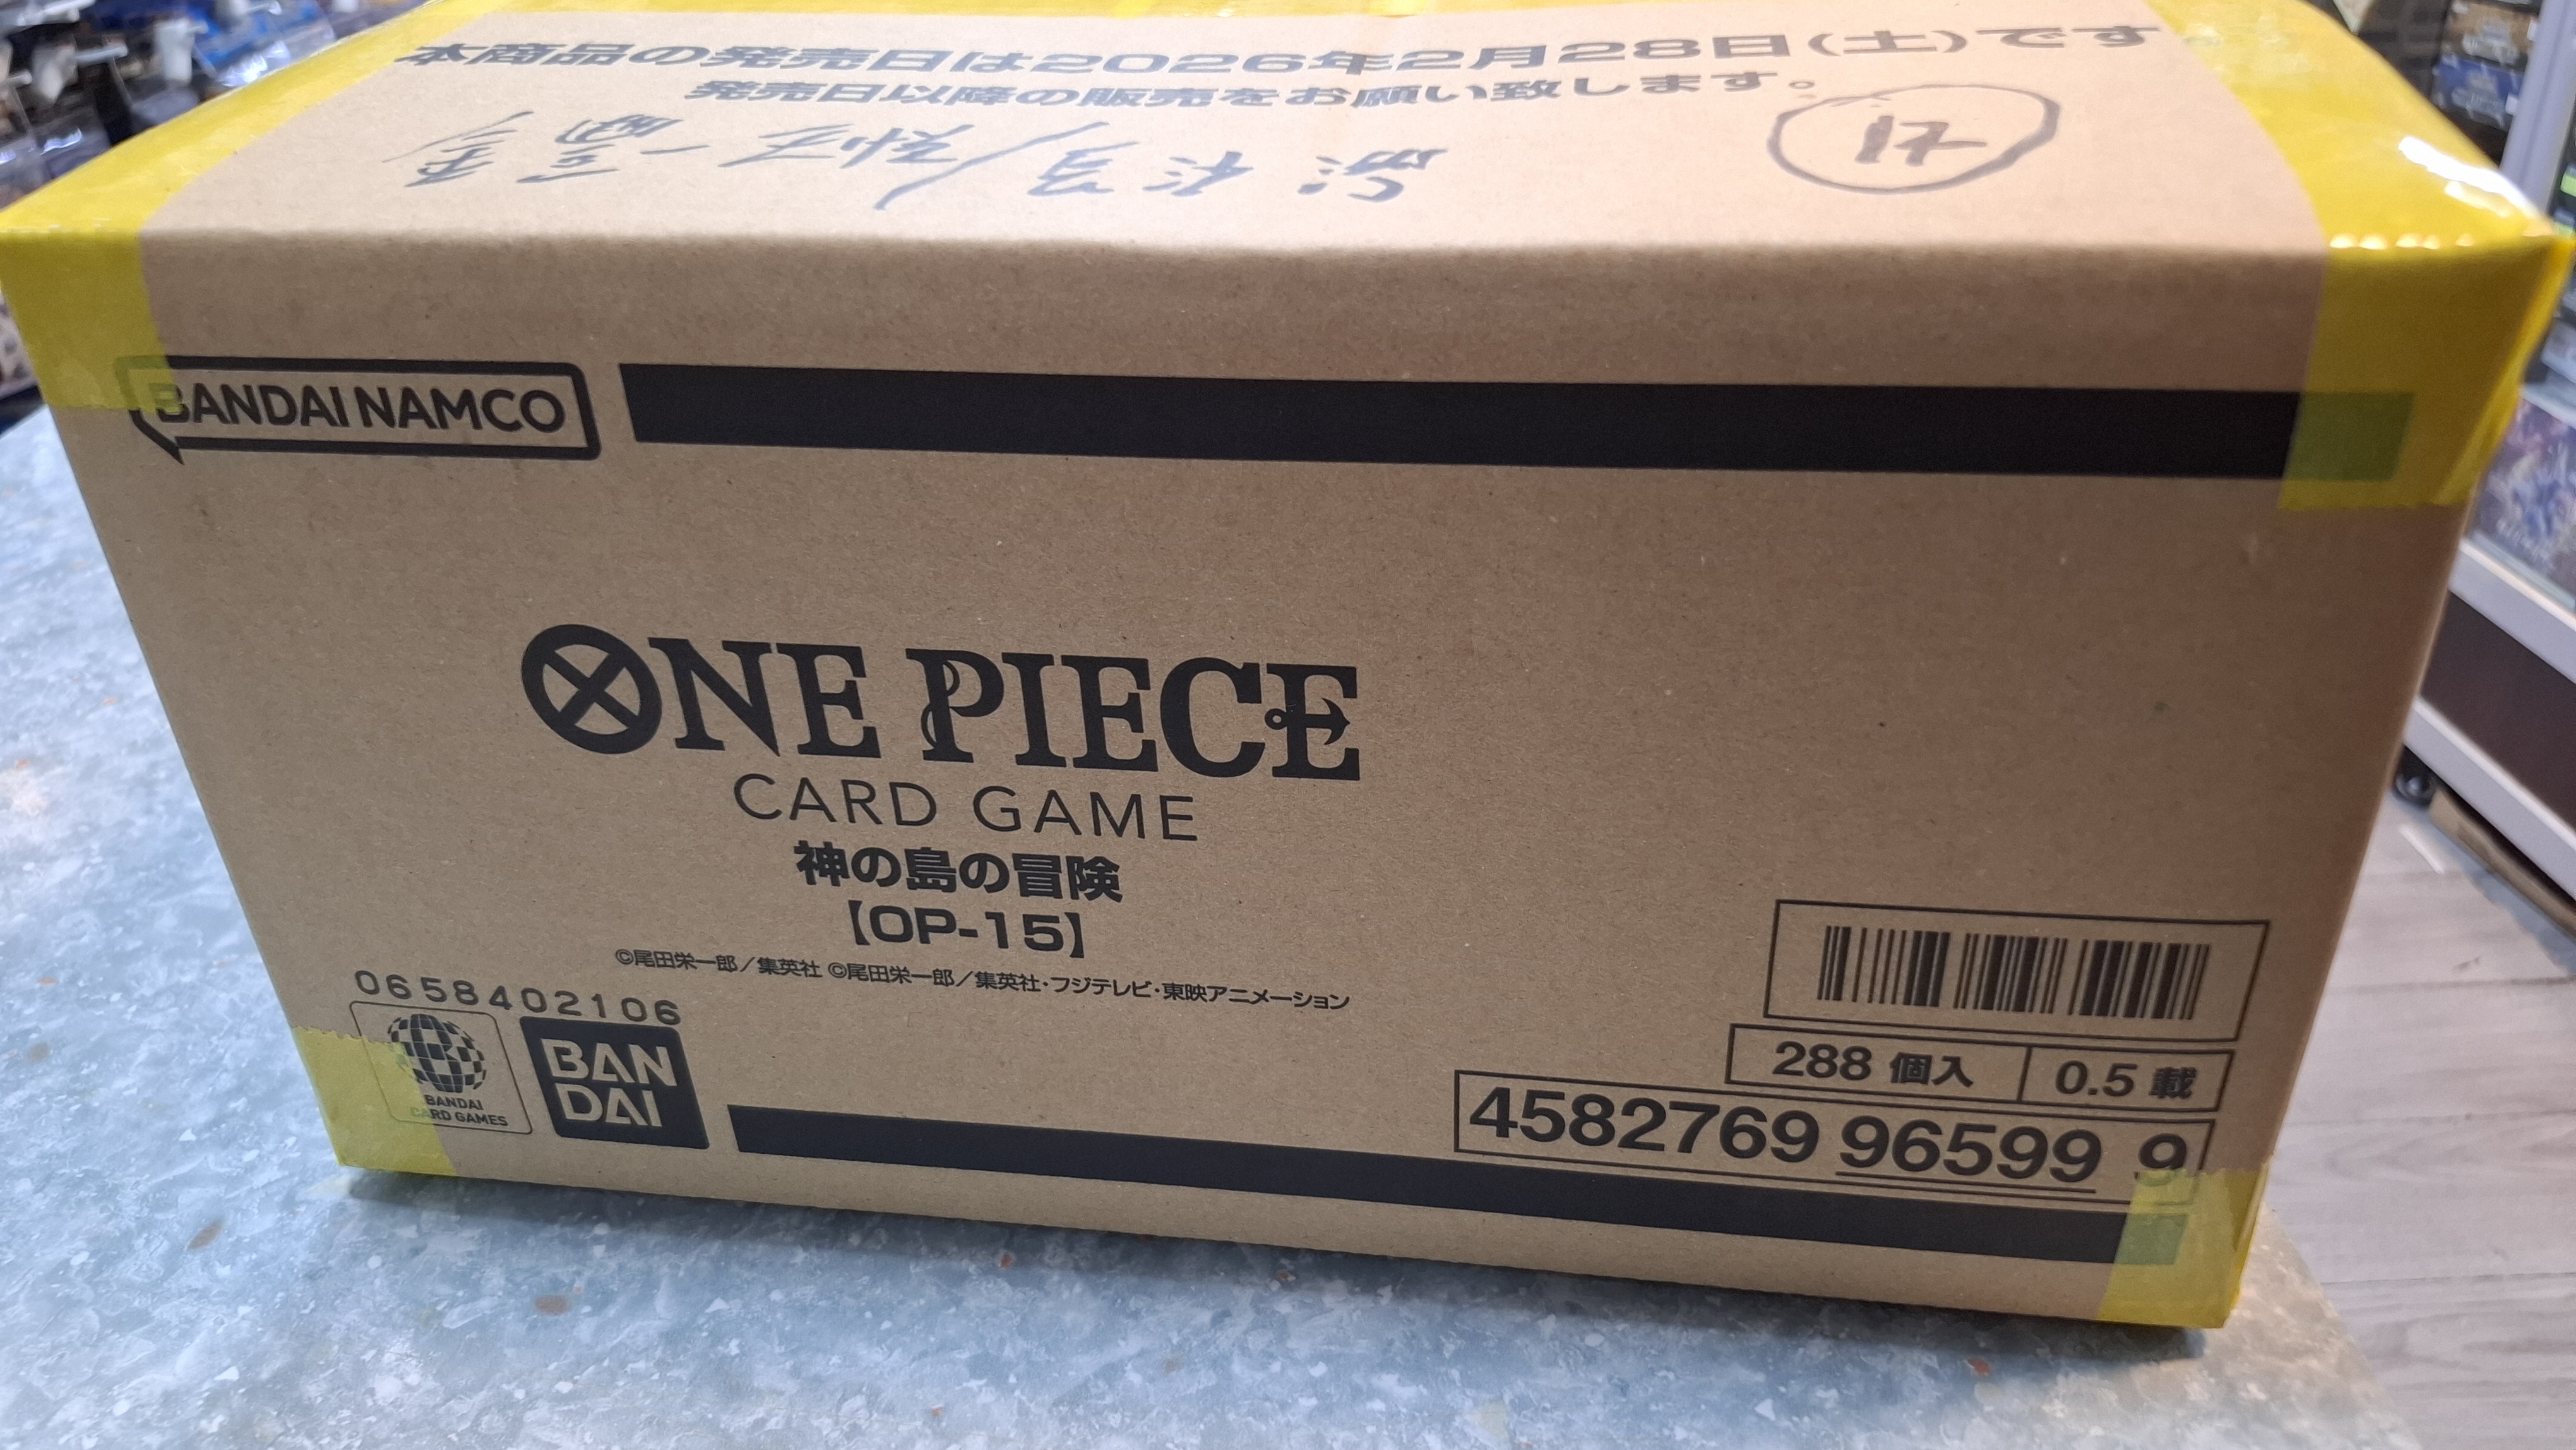 本商品の発売日は2026年2月28日(土)です
発売日以降の販売をお願い致します。
BANDAI NAMCO
ONE PIECE
CARD GAME
神の島の冒険
【OP-15】
©尾田栄一郎／集英社 ©尾田栄一郎／集英社・フジテレビ・東映アニメーション
0658402106
BANDAI
CARD GAMES
BAN
DAI
288 個入
0.5 載
4582769 96599 9